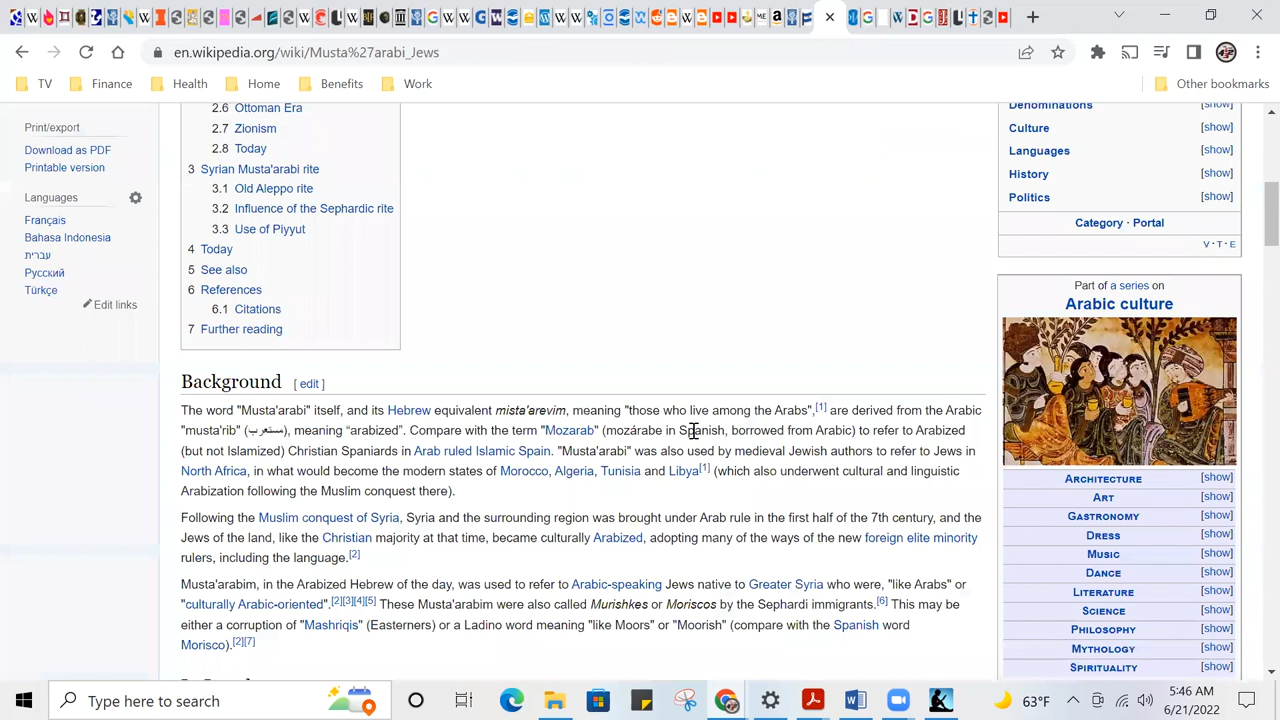 en.wikipedia.org/wiki/Musta%27arabi_Jews
TV Finance Health Home Benefits Work Other bookmarks
Print/export
Download as PDF
Printable version
Languages
Français
Bahasa Indonesia
עברית
Русский
Türkçe
Edit links
2.6 Ottoman Era
2.7 Zionism
2.8 Today
3 Syrian Musta'arabi rite
3.1 Old Aleppo rite
3.2 Influence of the Sephardic rite
3.3 Use of Piyyut
4 Today
5 See also
6 References
6.1 Citations
7 Further reading
Background [ edit ]
The word "Musta'arabi" itself, and its Hebrew equivalent mista'arevim, meaning "those who live among the Arabs",[1] are derived from the Arabic
"musta'rib" (مستعرب), meaning “arabized”. Compare with the term "Mozarab" (mozárabe in Spanish, borrowed from Arabic) to refer to Arabized
(but not Islamized) Christian Spaniards in Arab ruled Islamic Spain. "Musta'arabi" was also used by medieval Jewish authors to refer to Jews in
North Africa, in what would become the modern states of Morocco, Algeria, Tunisia and Libya[1] (which also underwent cultural and linguistic
Arabization following the Muslim conquest there).
Following the Muslim conquest of Syria, Syria and the surrounding region was brought under Arab rule in the first half of the 7th century, and the
Jews of the land, like the Christian majority at that time, became culturally Arabized, adopting many of the ways of the new foreign elite minority
rulers, including the language.[2]
Musta'arabim, in the Arabized Hebrew of the day, was used to refer to Arabic-speaking Jews native to Greater Syria who were, "like Arabs" or
"culturally Arabic-oriented".[2][3][4][5] These Musta'arabim were also called Murishkes or Moriscos by the Sephardi immigrants.[6] This may be
either a corruption of "Mashriqis" (Easterners) or a Ladino word meaning "like Moors" or "Moorish" (compare with the Spanish word
Morisco).[2][7]
Denominations [show]
Culture [show]
Languages [show]
History [show]
Politics [show]
Category · Portal
V · T · E
Part of a series on
Arabic culture
ARCHITECTURE [show]
ART [show]
GASTRONOMY [show]
DRESS [show]
MUSIC [show]
DANCE [show]
LITERATURE [show]
SCIENCE [show]
PHILOSOPHY [show]
MYTHOLOGY [show]
SPIRITUALITY [show]
Type here to search
63°F
5:46 AM
6/21/2022